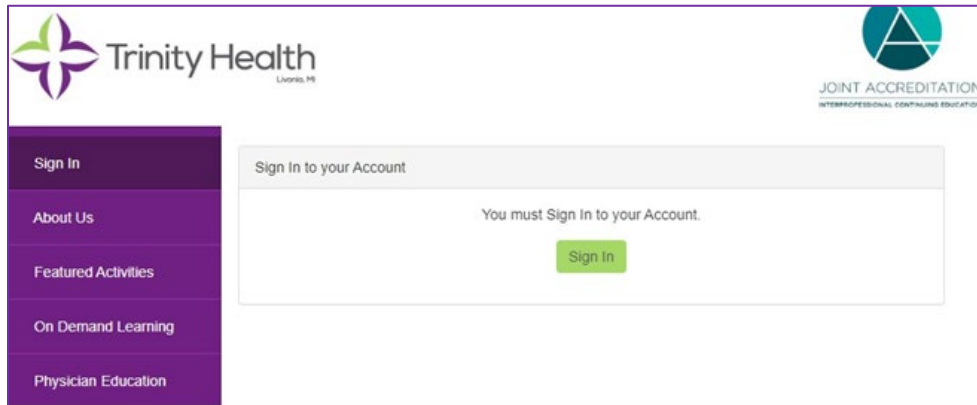 Trinity Health
Livonia, MI
JOINT ACCREDITATION
INTERPROFESSIONAL CONTINUING EDUCATION
Sign In
About Us
Featured Activities
On Demand Learning
Physician Education
Sign In to your Account
You must Sign In to your Account.
Sign In